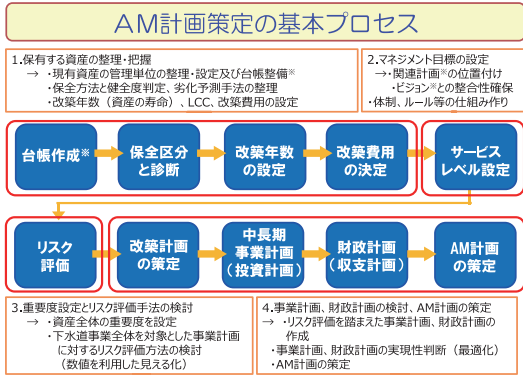 AM計画策定の基本プロセス
1.保有する資産の整理・把握
→ ・現有資産の管理単位の整理・設定及び台帳整備※
・保全方法と健全度判定、劣化予測手法の整理
・改築年数（資産の寿命）、LCC、改築費用の設定
2.マネジメント目標の設定
→・関連計画※の位置付け
・ビジョン※との整合性確保
・体制、ルール等の仕組み作り
台帳作成※
保全区分
と診断
改築年数
の設定
改築費用
の決定
サービス
レベル設定
リスク
評価
改築計画
の策定
中長期
事業計画
（投資計画）
財政計画
（収支計画）
AM計画
の策定
3.重要度設定とリスク評価手法の検討
→ ・資産全体の重要度を設定
・下水道事業全体を対象とした事業計画
に対するリスク評価方法の検討
（数値を利用した見える化）
4.事業計画、財政計画の検討、AM計画の策定
→ ・リスク評価を踏まえた事業計画、財政計画の
作成
・事業計画、財政計画の実現性判断（最適化）
・AM計画の策定